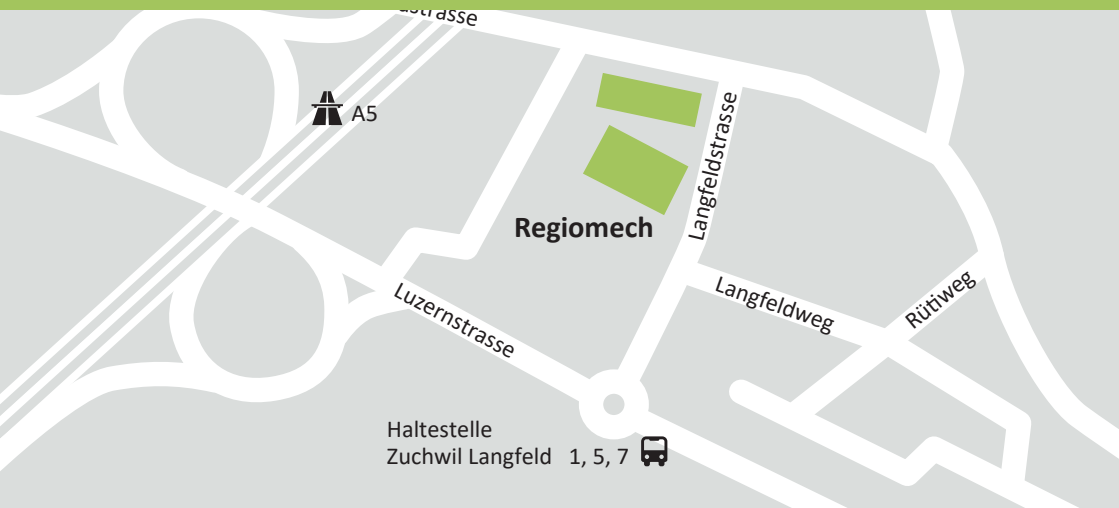 A5
Langfeldstrasse
Regiomech
Langfeldweg
Rütiweg
Luzernstrasse
Haltestelle
Zuchwil Langfeld 1, 5, 7